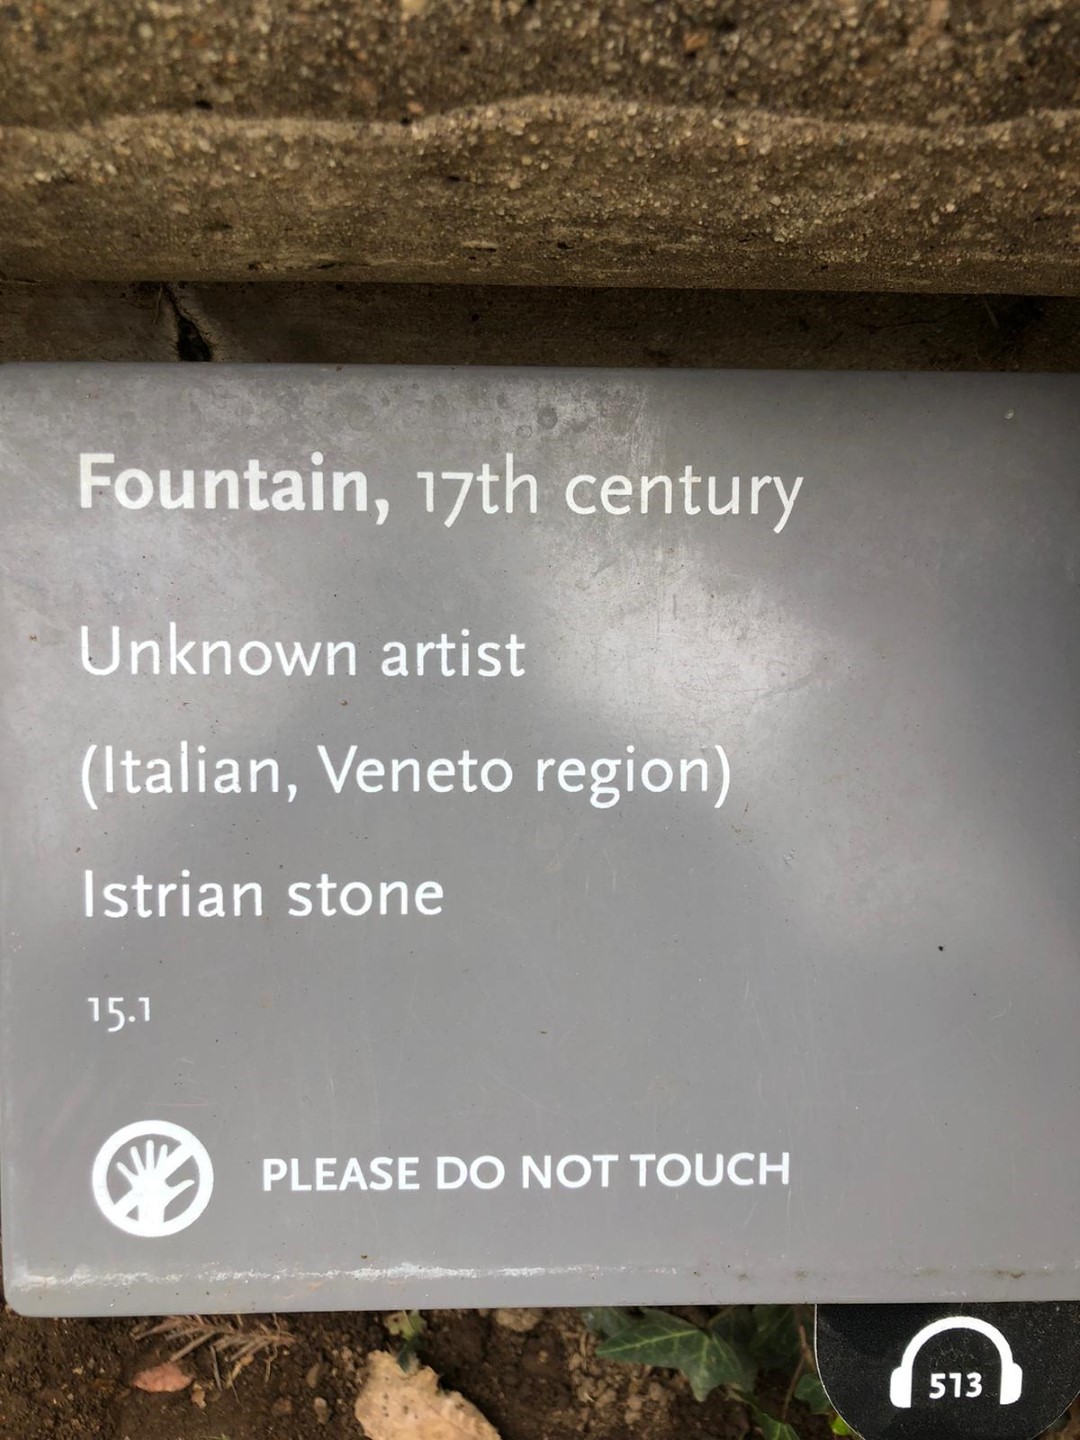 Fountain, 17th century
Unknown artist
(Italian, Veneto region)
Istrian stone
15.1
PLEASE DO NOT TOUCH
513